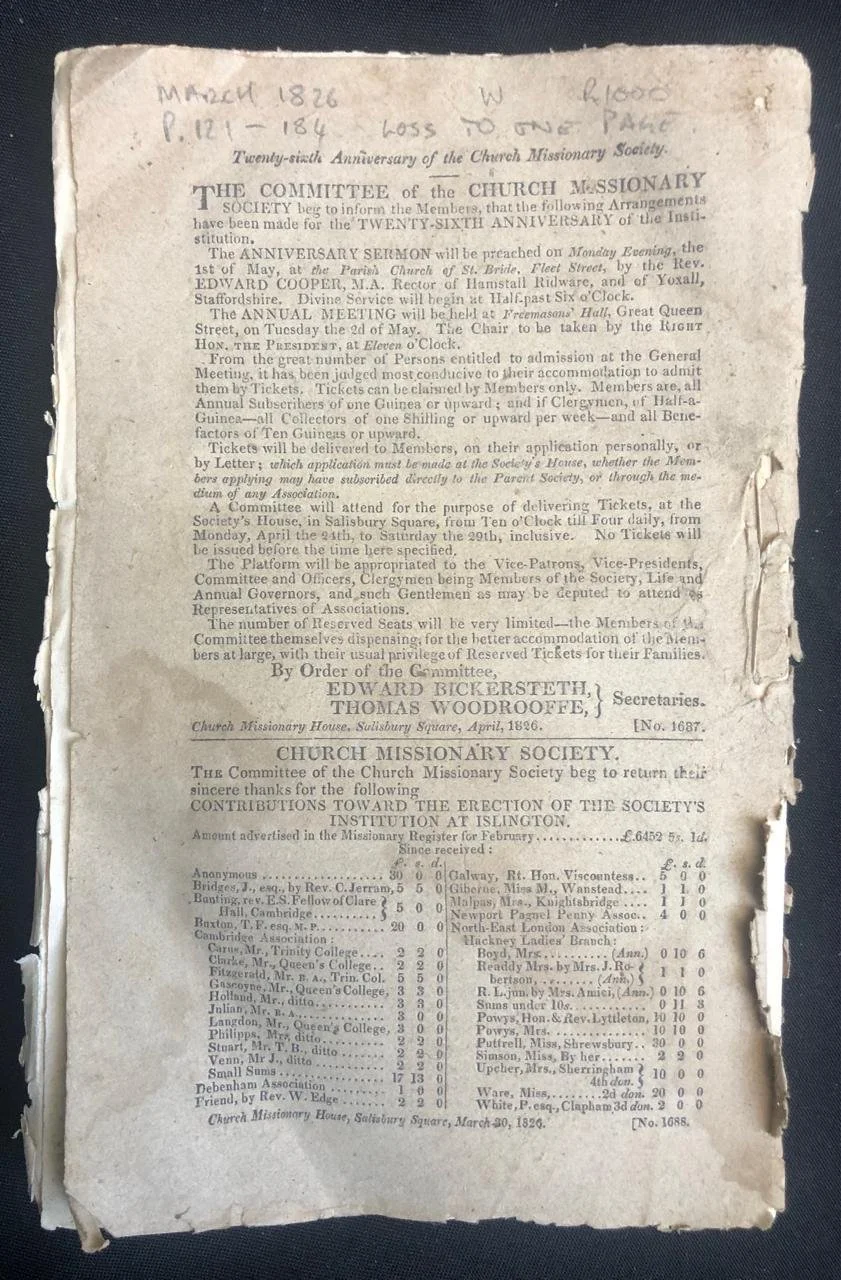 MARCH 1826 W R1000
P. 121 - 184 LOSS TO ONE PAGE
Twenty-sixth Anniversary of the Church Missionary Society.
THE COMMITTEE of the CHURCH MISSIONARY
SOCIETY beg to inform the Members, that the following Arrangements
have been made for the TWENTY-SIXTH ANNIVERSARY of the Insti-
stitution.
The ANNIVERSARY SERMON will be preached on Monday Evening, the
1st of May, at the Parish Church of St. Bride, Fleet Street, by the Rev.
EDWARD COOPER, M.A. Rector of Hamstall Ridware, and of Yoxall,
Staffordshire. Divine Service will begin at Half-past Six o'Clock.
The ANNUAL MEETING will be held at Freemasons' Hall, Great Queen
Street, on Tuesday the 2d of May. The Chair to be taken by the RIGHT
HON. THE PRESIDENT, at Eleven o'Clock.
From the great number of Persons entitled to admission at the General
Meeting, it has been judged most conducive to their accommodation to admit
them by Tickets. Tickets can be claimed by Members only. Members are, all
Annual Subscribers of one Guinea or upward; and if Clergymen, of Half-a-
Guinea—all Collectors of one Shilling or upward per week—and all Bene-
factors of Ten Guineas or upward.
Tickets will be delivered to Members, on their application personally, or
by Letter; which application must be made at the Society's House, whether the Mem-
bers applying may have subscribed directly to the Parent Society, or through the me-
dium of any Association.
A Committee will attend for the purpose of delivering Tickets, at the
Society's House, in Salisbury Square, from Ten o'Clock till Four daily, from
Monday, April the 24th, to Saturday the 29th, inclusive. No Tickets will
be issued before the time here specified.
The Platform will be appropriated to the Vice-Patrons, Vice-Presidents,
Committee and Officers, Clergymen being Members of the Society, Life and
Annual Governors, and such Gentlemen as may be deputed to attend as
Representatives of Associations.
The number of Reserved Seats will be very limited—the Members of the
Committee themselves dispensing, for the better accommodation of the Mem-
bers at large, with their usual privilege of Reserved Tickets for their Families.
By Order of the Committee,
EDWARD BICKERSTETH,
THOMAS WOODROOFFE, } Secretaries.
Church Missionary House, Salisbury Square, April, 1826. [No. 1687.
CHURCH MISSIONARY SOCIETY.
THE Committee of the Church Missionary Society beg to return their
sincere thanks for the following
CONTRIBUTIONS TOWARD THE ERECTION OF THE SOCIETY'S
INSTITUTION AT ISLINGTON.
Amount advertised in the Missionary Register for February.............£.6452 5s. 1d.
Since received:
£. s. d.
Anonymous .................. 30 0 0
Bridges, J., esq., by Rev. C. Jerram, 5 5 0
Bunting, rev. E.S. Fellow of Clare
Hall, Cambridge.......... } 5 0 0
Buxton, T. F. esq. M. P. .......... 20 0 0
Cambridge Association:
Carus, Mr., Trinity College.... 2 2 0
Clarke, Mr., Queen's College.. 2 2 0
Fitzgerald, Mr. B. A., Trin. Col. 5 5 0
Gascoyne, Mr., Queen's College, 3 3 0
Holland, Mr., ditto............ 3 3 0
Julian, Mr. B. A. ............ 3 0 0
Langdon, Mr., Queen's College, 3 0 0
Philipps, Mr., ditto........... 2 2 0
Stuart, Mr. T. B., ditto ....... 2 2 0
Venn, Mr J., ditto ............ 2 2 0
Small Sums ................ 17 13 0
Debenham Association ......... 1 0 0
Friend, by Rev. W. Edge ....... 2 2 0
£. s. d.
Galway, Rt. Hon. Viscountess.. 5 0 0
Giberne, Miss M., Wanstead.... 1 1 0
Malpas, Mrs., Knightsbridge .... 1 1 0
Newport Pagnel Penny Assoc.. 4 0 0
North-East London Association:
Hackney Ladies' Branch:
Boyd, Mrs........... (Ann.) 0 10 6
Readdy Mrs. by Mrs. J. Ro-
bertson, ......... (Ann.) } 1 1 0
R. L. jun. by Mrs. Amici, (Ann.) 0 10 6
Sums under 10s............ 0 11 3
Powys, Hon. & Rev. Lyttleton, 10 10 0
Powys, Mrs. ............. 10 10 0
Puttrell, Miss, Shrewsbury.. 30 0 0
Simson, Miss, By her ....... 2 2 0
Upcher, Mrs., Sherringham
4th don. } 10 0 0
Ware, Miss,........2d don. 20 0 0
White, P. esq., Clapham 3d don. 2 0 0
Church Missionary House, Salisbury Square, March 30, 1826. [No. 1688.